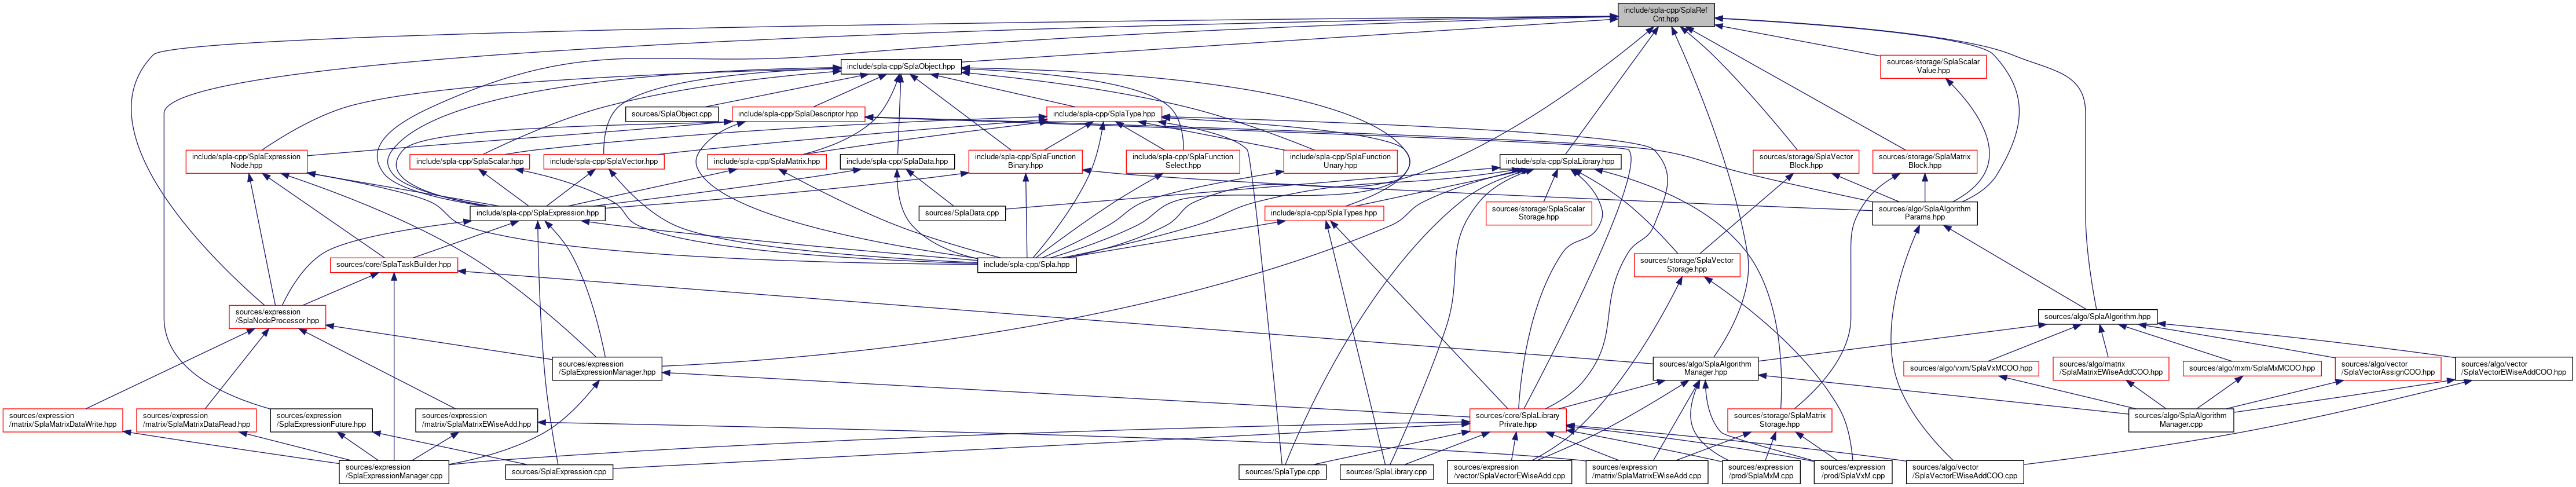 include/spla-cpp/SplaRef
Cnt.hpp
include/spla-cpp/SplaObject.hpp
sources/storage/SplaScalar
Value.hpp
sources/SplaObject.cpp
include/spla-cpp/SplaDescriptor.hpp
include/spla-cpp/SplaType.hpp
include/spla-cpp/SplaExpression
Node.hpp
include/spla-cpp/SplaScalar.hpp
include/spla-cpp/SplaVector.hpp
include/spla-cpp/SplaMatrix.hpp
include/spla-cpp/SplaData.hpp
include/spla-cpp/SplaFunction
Binary.hpp
include/spla-cpp/SplaFunction
Select.hpp
include/spla-cpp/SplaFunction
Unary.hpp
include/spla-cpp/SplaLibrary.hpp
sources/storage/SplaVector
Block.hpp
sources/storage/SplaMatrix
Block.hpp
include/spla-cpp/SplaExpression.hpp
sources/SplaData.cpp
include/spla-cpp/SplaTypes.hpp
sources/storage/SplaScalar
Storage.hpp
sources/algo/SplaAlgorithm
Params.hpp
sources/core/SplaTaskBuilder.hpp
include/spla-cpp/Spla.hpp
sources/storage/SplaVector
Storage.hpp
sources/expression
/SplaNodeProcessor.hpp
sources/algo/SplaAlgorithm.hpp
sources/expression
/SplaExpressionManager.hpp
sources/algo/SplaAlgorithm
Manager.hpp
sources/algo/vxm/SplaVxMCOO.hpp
sources/algo/matrix
/SplaMatrixEWiseAddCOO.hpp
sources/algo/mxm/SplaMxMCOO.hpp
sources/algo/vector
/SplaVectorAssignCOO.hpp
sources/algo/vector
/SplaVectorEWiseAddCOO.hpp
sources/expression
/matrix/SplaMatrixDataWrite.hpp
sources/expression
/matrix/SplaMatrixDataRead.hpp
sources/expression
/SplaExpressionFuture.hpp
sources/expression
/matrix/SplaMatrixEWiseAdd.hpp
sources/core/SplaLibrary
Private.hpp
sources/storage/SplaMatrix
Storage.hpp
sources/algo/SplaAlgorithm
Manager.cpp
sources/expression
/SplaExpressionManager.cpp
sources/SplaExpression.cpp
sources/SplaType.cpp
sources/SplaLibrary.cpp
sources/expression
/vector/SplaVectorEWiseAdd.cpp
sources/expression
/matrix/SplaMatrixEWiseAdd.cpp
sources/expression
/prod/SplaMxM.cpp
sources/expression
/prod/SplaVxM.cpp
sources/algo/vector
/SplaVectorEWiseAddCOO.cpp